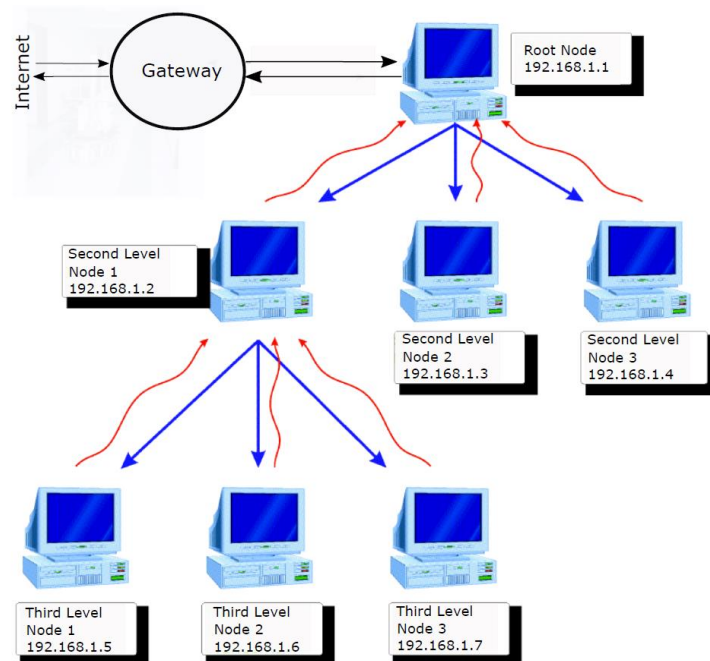 Internet
Gateway
Root Node
192.168.1.1
Second Level
Node 1
192.168.1.2
Second Level
Node 2
192.168.1.3
Second Level
Node 3
192.168.1.4
Third Level
Node 1
192.168.1.5
Third Level
Node 2
192.168.1.6
Third Level
Node 3
192.168.1.7